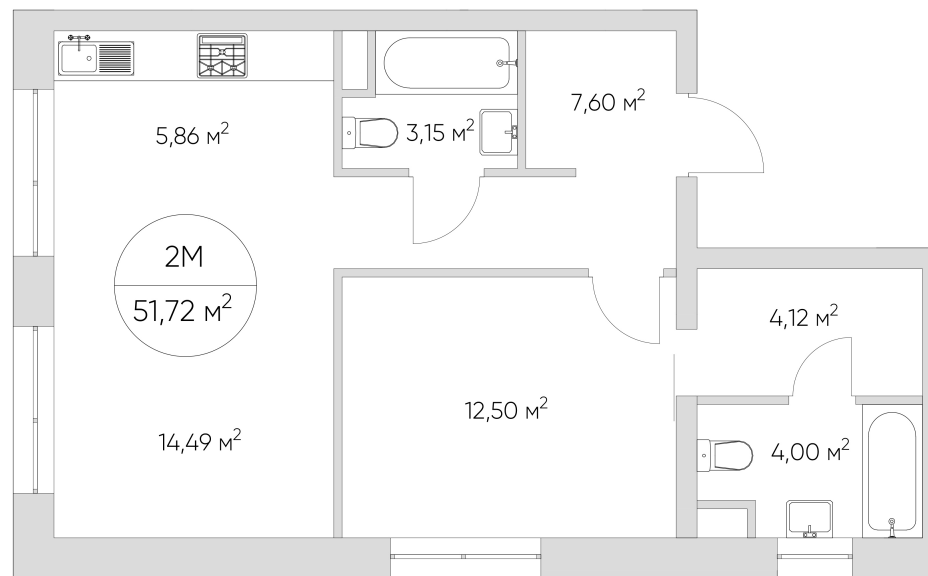 7,60 м²
5,86 м²
3,15 м²
2М
51,72 м²
4,12 м²
12,50 м²
14,49 м²
4,00 м²